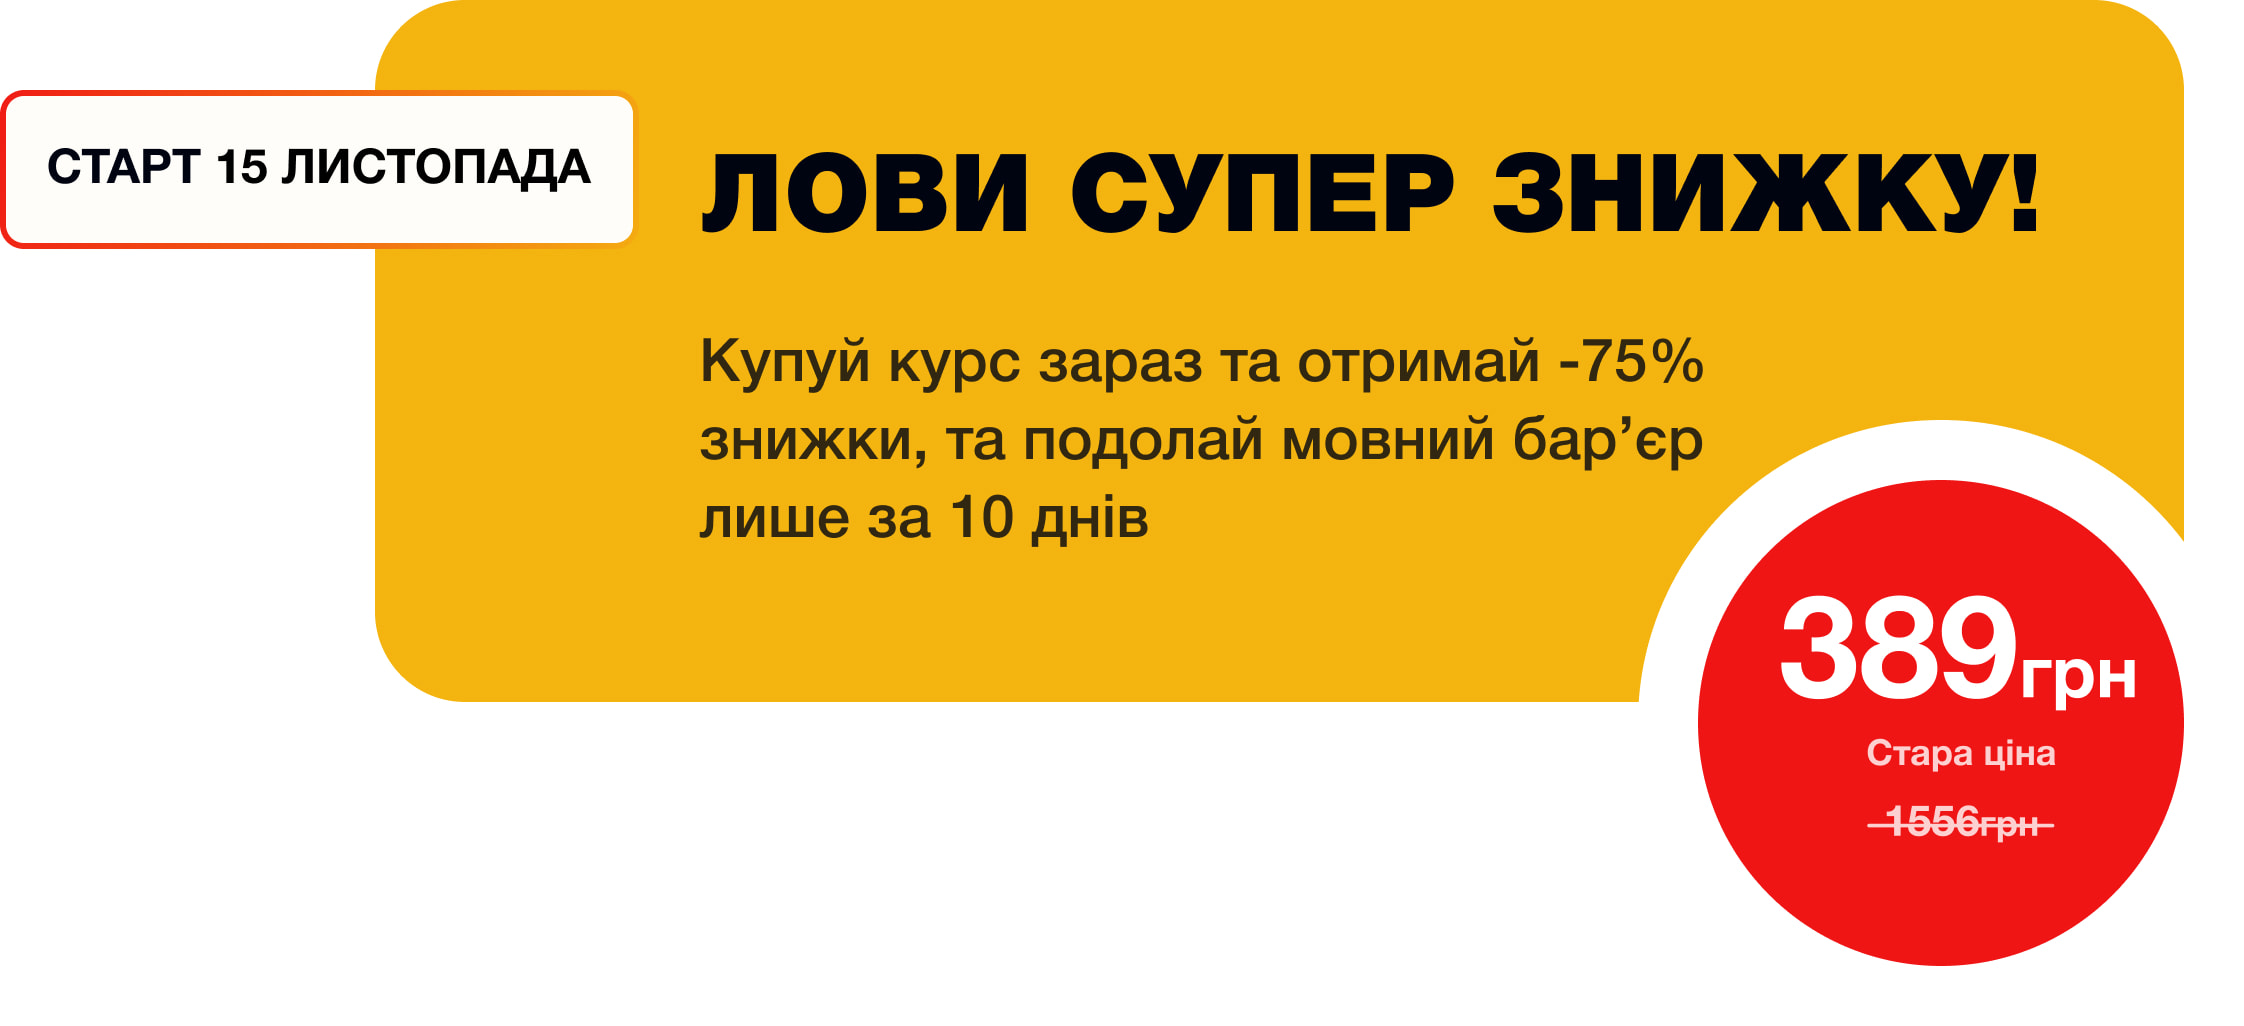 СТАРТ 15 ЛИСТОПАДА
ЛОВИ СУПЕР ЗНИЖКУ!
Купуй курс зараз та отримай -75%
знижки, та подолай мовний бар’єр
лише за 10 днів
389грн
Стара ціна
1556грн